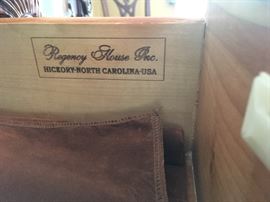 Regency House Inc.
HICKORY-NORTH CAROLINA-USA